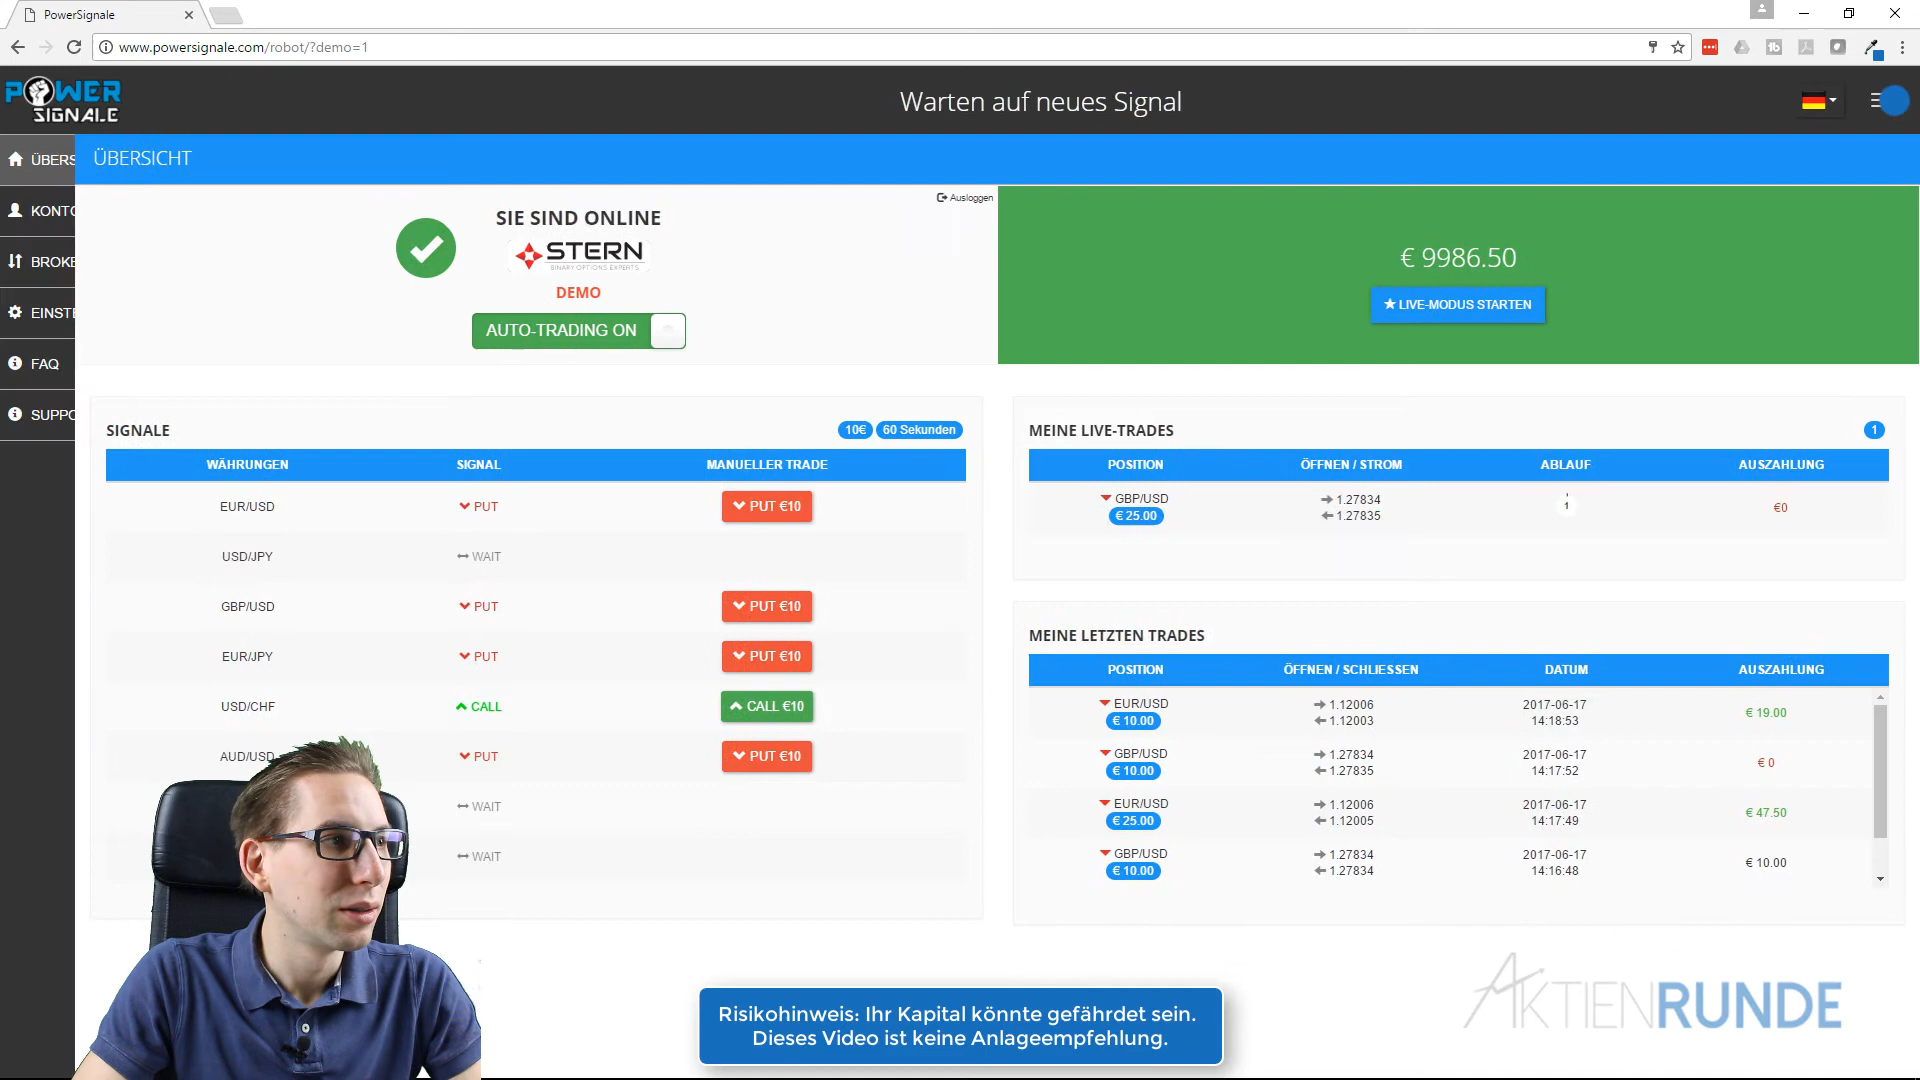 PowerSignale
www.powersignale.com/robot/?demo=1
POWER
SIGNALE
Warten auf neues Signal
ÜBERS
ÜBERSICHT
KONTO
BROKE
EINSTE
FAQ
SUPPO
Ausloggen
SIE SIND ONLINE
STERN
BINARY OPTIONS EXPERTS
DEMO
AUTO-TRADING ON
€ 9986.50
LIVE-MODUS STARTEN
SIGNALE
10€ 60 Sekunden
WÄHRUNGEN SIGNAL MANUELLER TRADE
EUR/USD PUT PUT €10
USD/JPY WAIT
GBP/USD PUT PUT €10
EUR/JPY PUT PUT €10
USD/CHF CALL CALL €10
AUD/USD PUT PUT €10
WAIT
WAIT
MEINE LIVE-TRADES
1
POSITION ÖFFNEN / STROM ABLAUF AUSZAHLUNG
GBP/USD 1.27834 1 €0
€ 25.00 1.27835
MEINE LETZTEN TRADES
POSITION ÖFFNEN / SCHLIESSEN DATUM AUSZAHLUNG
EUR/USD 1.12006 2017-06-17 € 19.00
€ 10.00 1.12003 14:18:53
GBP/USD 1.27834 2017-06-17 € 0
€ 10.00 1.27835 14:17:52
EUR/USD 1.12006 2017-06-17 € 47.50
€ 25.00 1.12005 14:17:49
GBP/USD 1.27834 2017-06-17 € 10.00
€ 10.00 1.27834 14:16:48
Risikohinweis: Ihr Kapital könnte gefährdet sein.
Dieses Video ist keine Anlageempfehlung.
AKTIENRUNDE